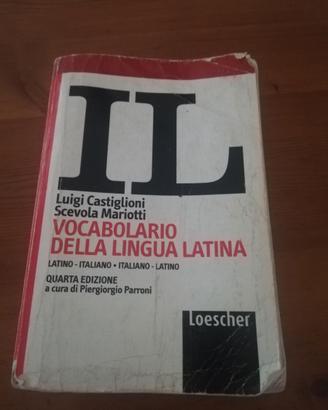 IL
Luigi Castiglioni
Scevola Mariotti
VOCABOLARIO
DELLA LINGUA LATINA
LATINO - ITALIANO • ITALIANO - LATINO
QUARTA EDIZIONE
a cura di Piergiorgio Parroni
Loescher